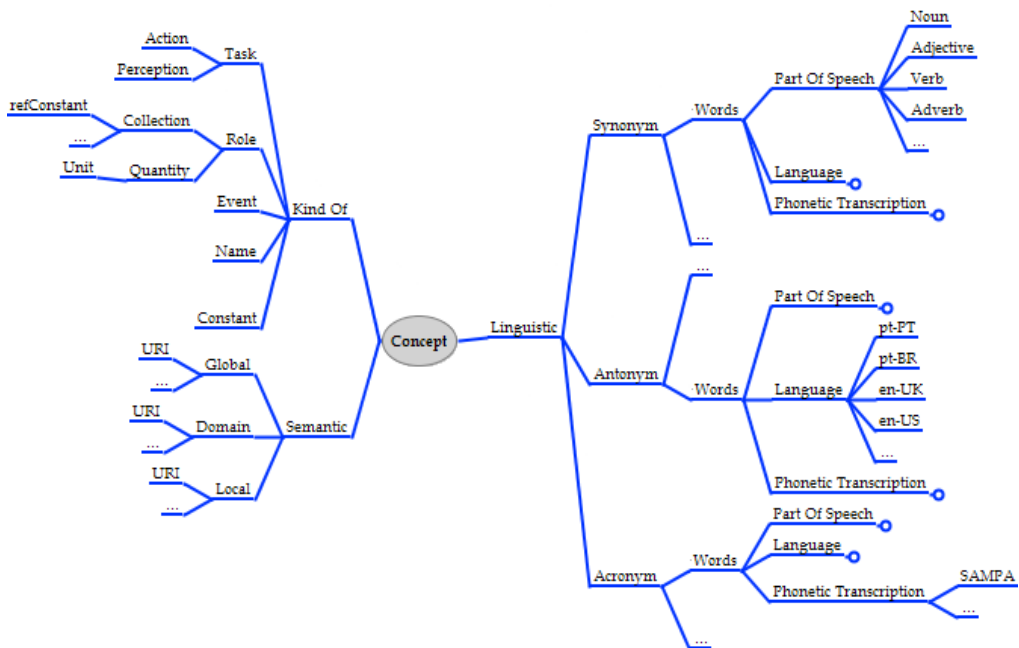 Action
Perception
Task
refConstant
...
Collection
Unit
Quantity
Role
Event
Name
Constant
Kind Of
URI
...
Global
URI
...
Domain
URI
...
Local
Semantic
Concept
Linguistic
Synonym
Words
Part Of Speech
Noun
Adjective
Verb
Adverb
...
Language
Phonetic Transcription
...
...
Antonym
Words
Part Of Speech
Language
pt-PT
pt-BR
en-UK
en-US
...
Phonetic Transcription
Acronym
Words
Part Of Speech
Language
Phonetic Transcription
SAMPA
...
...